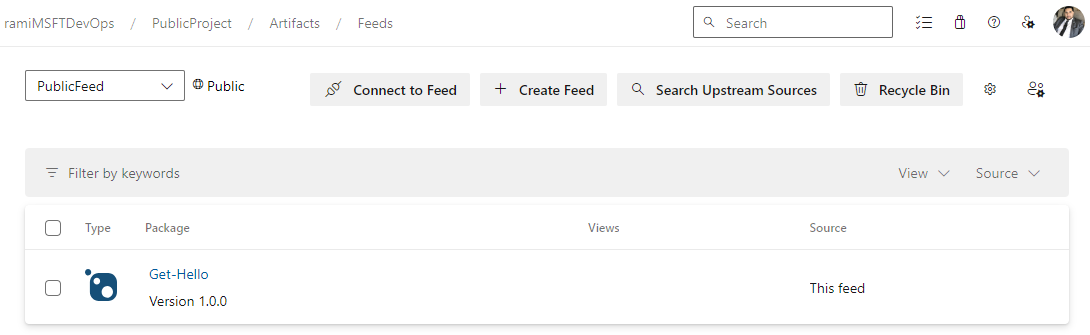 ramiMSFTDevOps / PublicProject / Artifacts / Feeds Search
PublicFeed Public Connect to Feed Create Feed Search Upstream Sources Recycle Bin
Filter by keywords View Source
Type Package Views Source
Get-Hello
Version 1.0.0 This feed